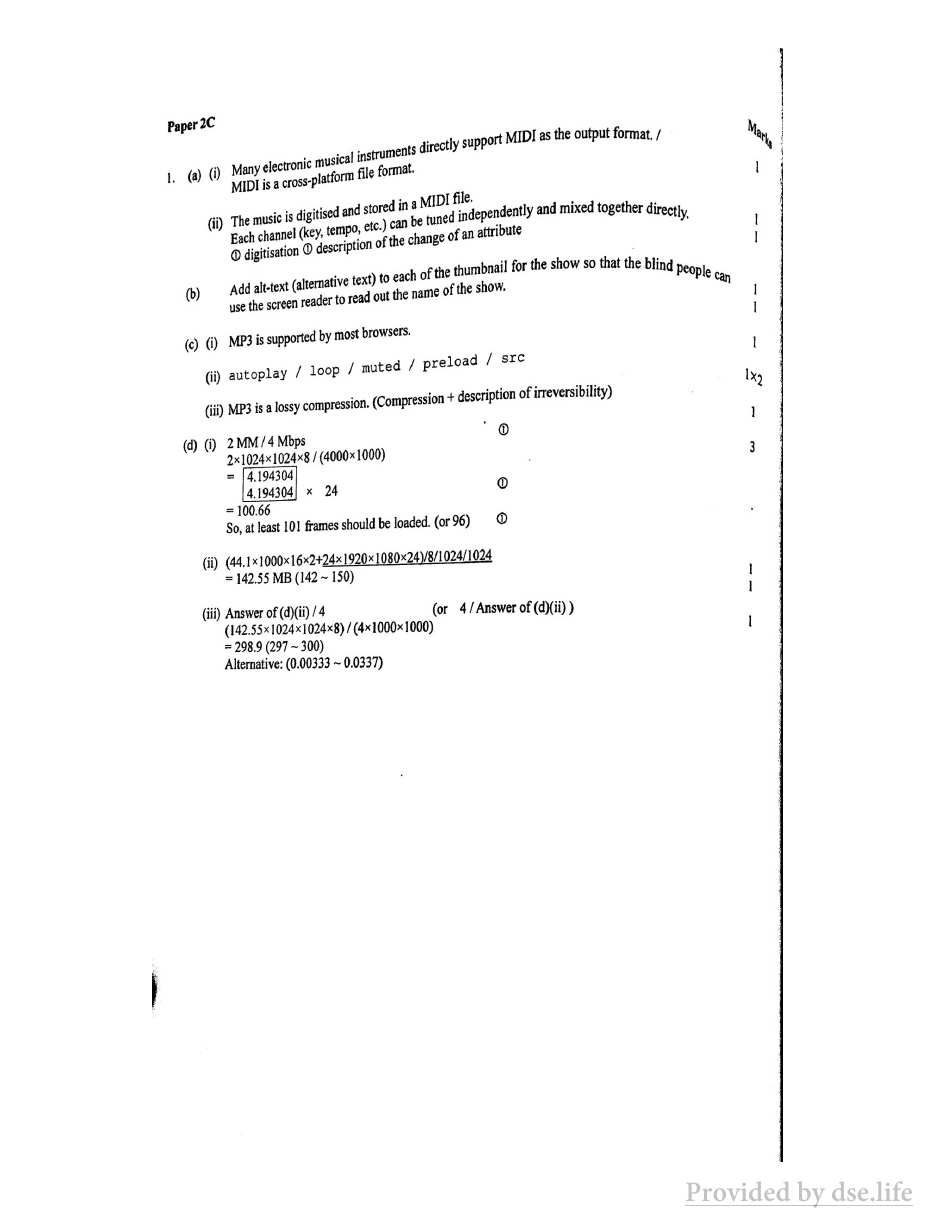 Paper 2C
Marks
1. (a) (i) Many electronic musical instruments directly support MIDI as the output format. / 1
MIDI is a cross-platform file format.
(ii) The music is digitised and stored in a MIDI file. 1
Each channel (key, tempo, etc.) can be tuned independently and mixed together directly. 1
① digitisation ① description of the change of an attribute
(b) Add alt-text (alternative text) to each of the thumbnail for the show so that the blind people can 1
use the screen reader to read out the name of the show. 1
(c) (i) MP3 is supported by most browsers. 1
(ii) autoplay / loop / muted / preload / src 1×2
(iii) MP3 is a lossy compression. (Compression + description of irreversibility) 1
(d) (i) 2 MM / 4 Mbps ① 3
2×1024×1024×8 / (4000×1000)
= 4.194304
4.194304 × 24 ①
= 100.66
So, at least 101 frames should be loaded. (or 96) ①
(ii) (44.1×1000×16×2+24×1920×1080×24)/8/1024/1024 1
= 142.55 MB (142 ~ 150) 1
(iii) Answer of (d)(ii) / 4 (or 4 / Answer of (d)(ii) ) 1
(142.55×1024×1024×8) / (4×1000×1000)
= 298.9 (297 ~ 300)
Alternative: (0.00333 ~ 0.0337)
Provided by dse.life